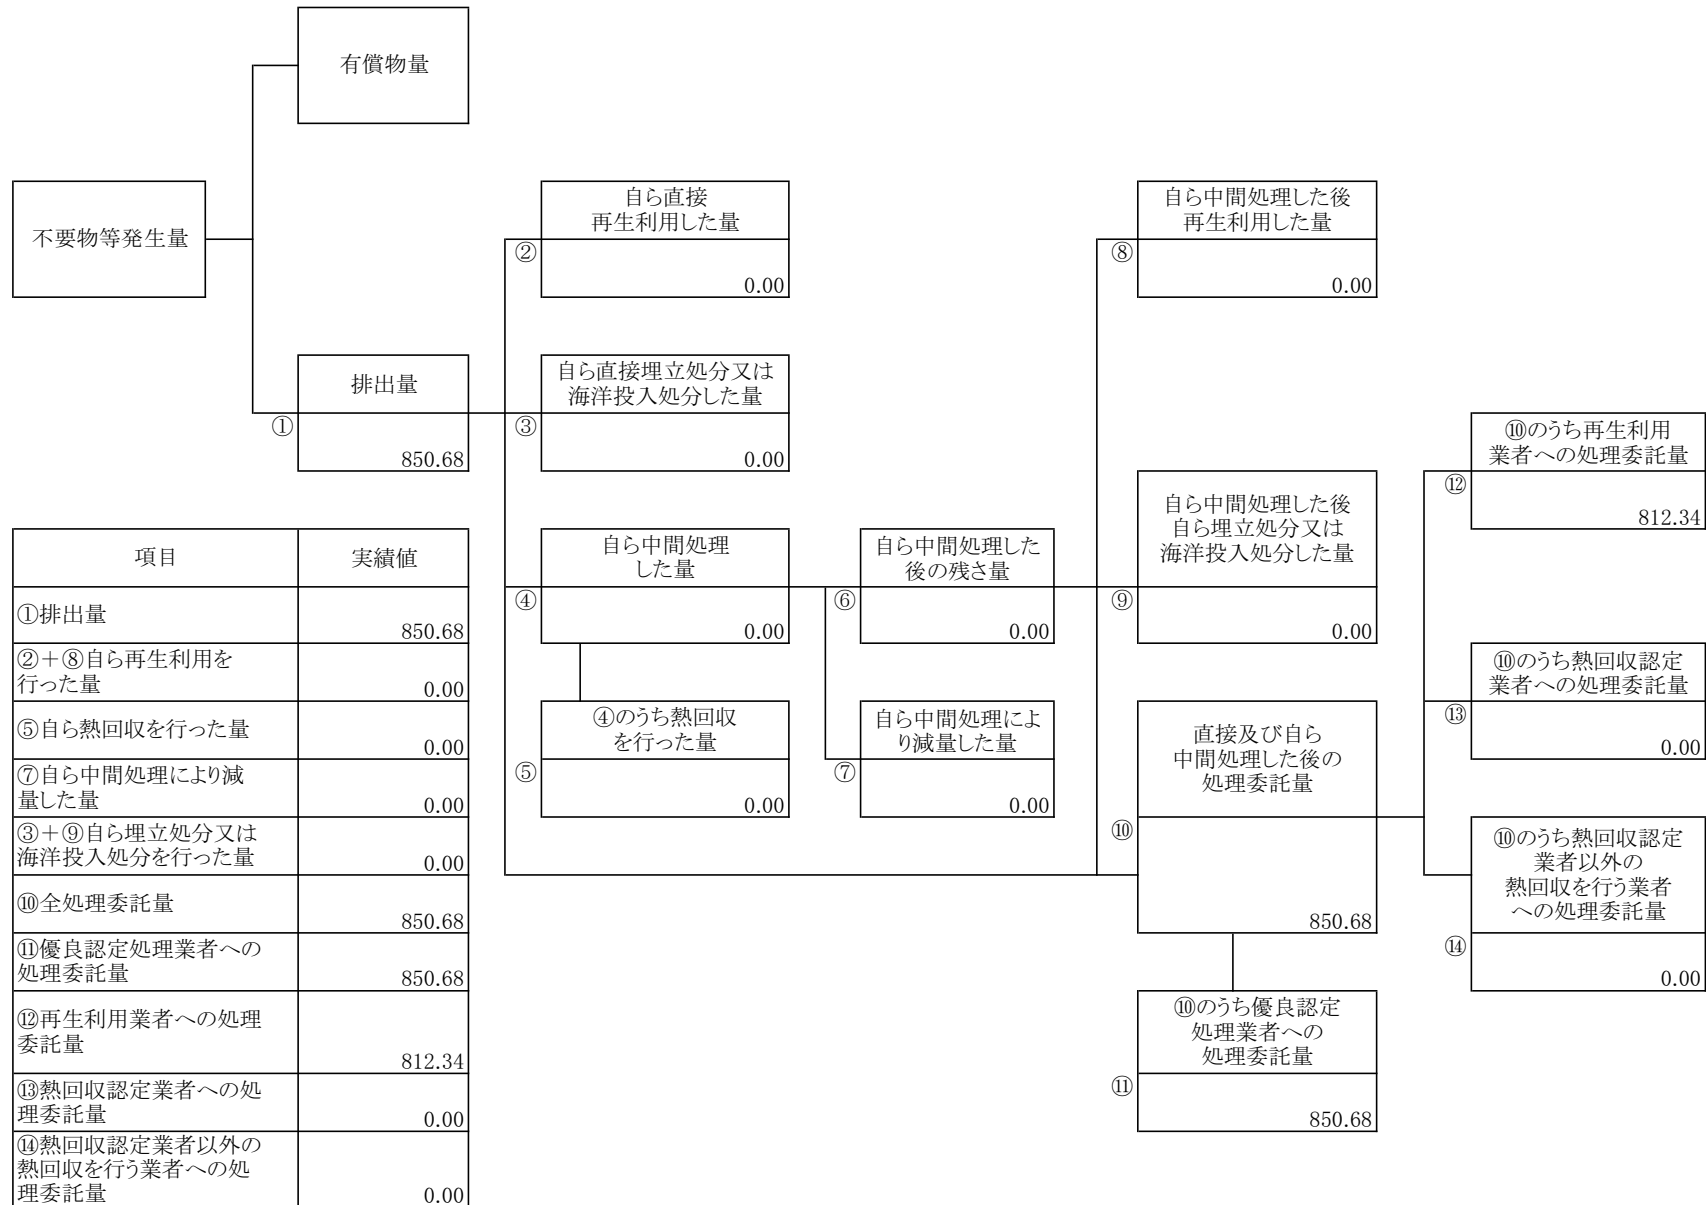 有償物量
不要物等発生量
自ら直接
再生利用した量
②
0.00
自ら中間処理した後
再生利用した量
⑧
0.00
排出量
①
850.68
自ら直接埋立処分又は
海洋投入処分した量
③
0.00
⑩のうち再生利用
業者への処理委託量
⑫
812.34
自ら中間処理
した量
④
0.00
自ら中間処理した
後の残さ量
⑥
0.00
自ら中間処理した後
自ら埋立処分又は
海洋投入処分した量
⑨
0.00
⑩のうち熱回収認定
業者への処理委託量
⑬
0.00
④のうち熱回収
を行った量
⑤
0.00
自ら中間処理によ
り減量した量
⑦
0.00
直接及び自ら
中間処理した後の
処理委託量
⑩
850.68
⑩のうち熱回収認定
業者以外の
熱回収を行う業者
への処理委託量
⑭
0.00
⑩のうち優良認定
処理業者への
処理委託量
⑪
850.68
項目 実績値
①排出量
850.68
②＋⑧自ら再生利用を
行った量
0.00
⑤自ら熱回収を行った量
0.00
⑦自ら中間処理により減
量した量
0.00
③＋⑨自ら埋立処分又は
海洋投入処分を行った量
0.00
⑩全処理委託量
850.68
⑪優良認定処理業者への
処理委託量
850.68
⑫再生利用業者への処理
委託量
812.34
⑬熱回収認定業者への処
理委託量
0.00
⑭熱回収認定業者以外の
熱回収を行う業者への処
理委託量
0.00